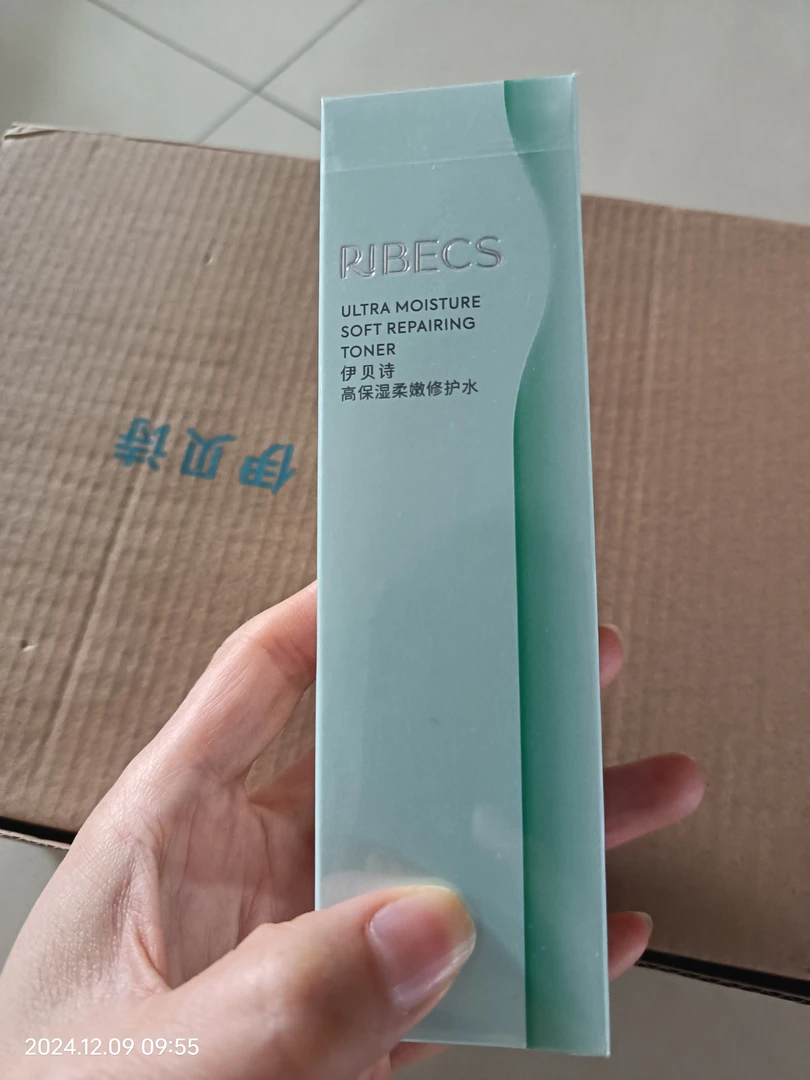 RIBECS
ULTRA MOISTURE
SOFT REPAIRING
TONER
伊贝诗
高保湿柔嫩修护水
伊贝诗
2024.12.09 09:55